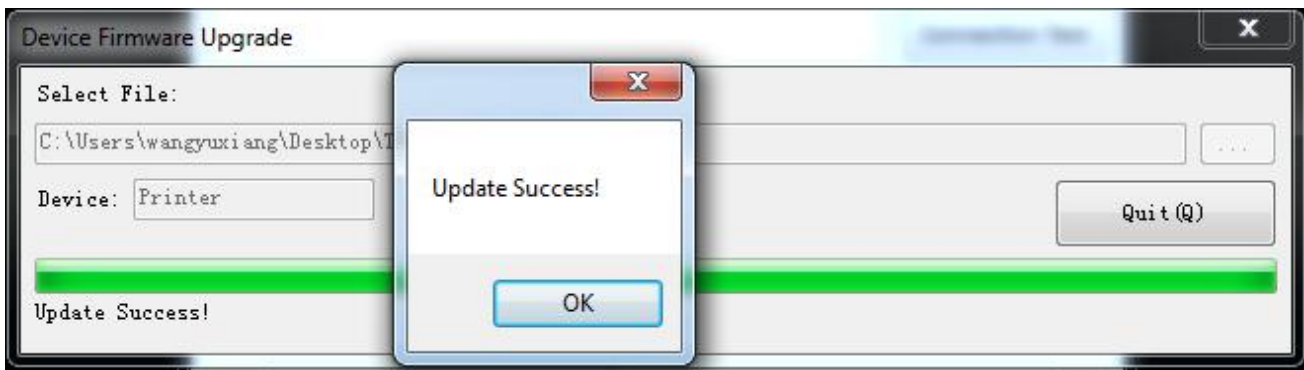 Device Firmware Upgrade
X
Select File:
C:\Users\wangyuxiang\Desktop\T
...
Device: Printer
Quit(Q)
Update Success!
X
Update Success!
OK